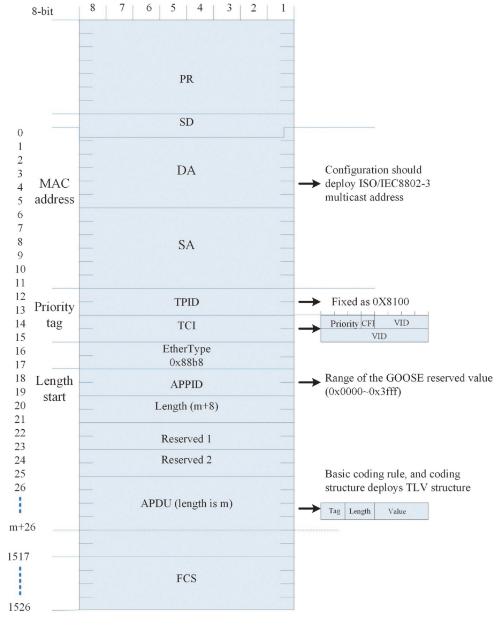 8-bit 8 7 6 5 4 3 2 1
PR
SD
0
1
2
3
4
5
MAC
address
DA
Configuration should
deploy ISO/IEC8802-3
multicast address
6
7
8
9
10
11
SA
12
13
14
15
Priority
tag
TPID
Fixed as 0X8100
TCI
Priority CFI VID
VID
16
17
EtherType
0x88b8
18
19
20
21
Length
start
APPID
Range of the GOOSE reserved value
(0x0000~0x3fff)
Length (m+8)
22
23
Reserved 1
24
25
Reserved 2
26
m+26
APDU (length is m)
Basic coding rule, and coding
structure deploys TLV structure
Tag Length Value
1517
1526
FCS